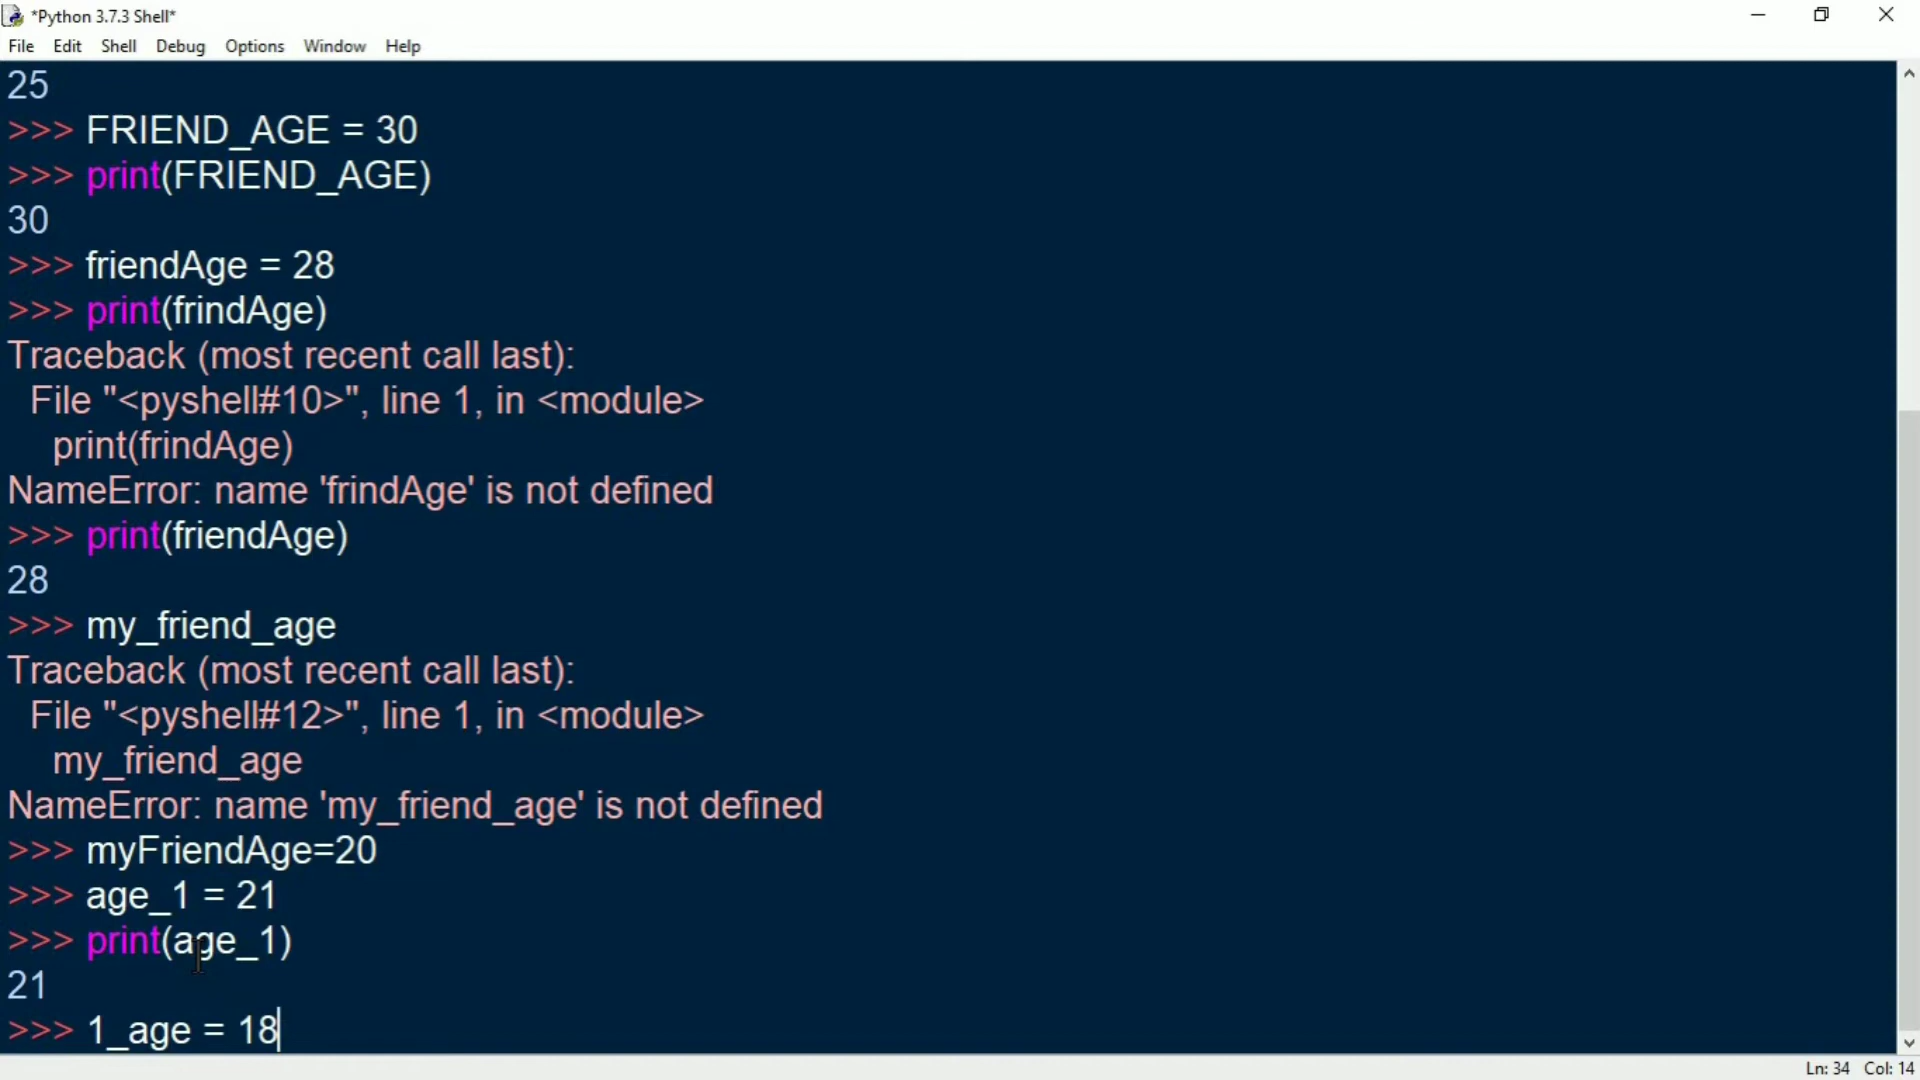 *Python 3.7.3 Shell*
File Edit Shell Debug Options Window Help
25
>>> FRIEND_AGE = 30
>>> print(FRIEND_AGE)
30
>>> friendAge = 28
>>> print(frindAge)
Traceback (most recent call last):
  File "<pyshell#10>", line 1, in <module>
    print(frindAge)
NameError: name 'frindAge' is not defined
>>> print(friendAge)
28
>>> my_friend_age
Traceback (most recent call last):
  File "<pyshell#12>", line 1, in <module>
    my_friend_age
NameError: name 'my_friend_age' is not defined
>>> myFriendAge=20
>>> age_1 = 21
>>> print(age_1)
21
>>> 1_age = 18
Ln: 34 Col: 14